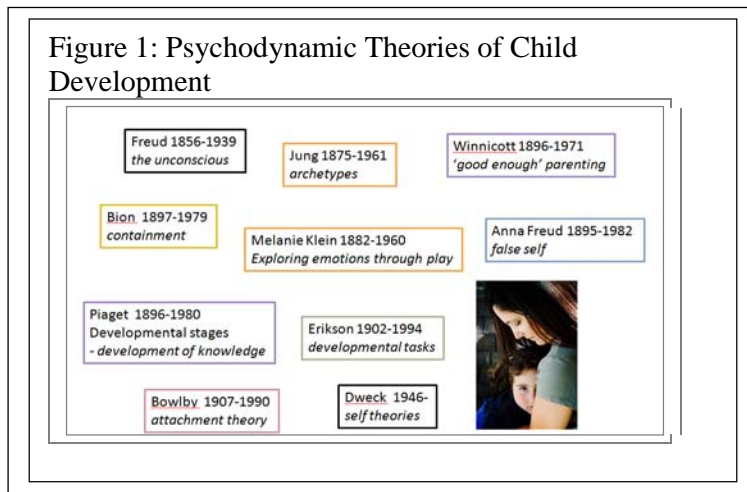 Figure 1: Psychodynamic Theories of Child
Development
Freud 1856-1939
the unconscious
Jung 1875-1961
archetypes
Winnicott 1896-1971
‘good enough’ parenting
Bion 1897-1979
containment
Melanie Klein 1882-1960
Exploring emotions through play
Anna Freud 1895-1982
false self
Piaget 1896-1980
Developmental stages
- development of knowledge
Erikson 1902-1994
developmental tasks
Bowlby 1907-1990
attachment theory
Dweck 1946-
self theories